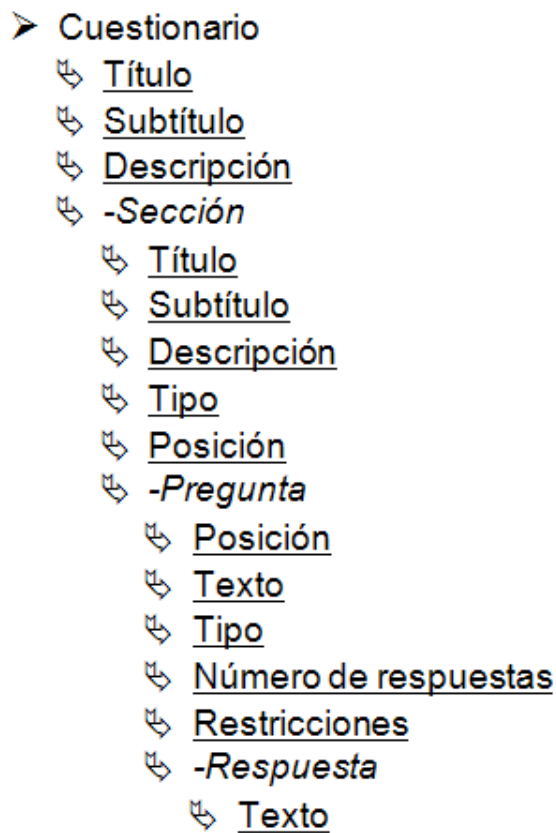 Cuestionario
Título
Subtítulo
Descripción
-Sección
Título
Subtítulo
Descripción
Tipo
Posición
-Pregunta
Posición
Texto
Tipo
Número de respuestas
Restricciones
-Respuesta
Texto